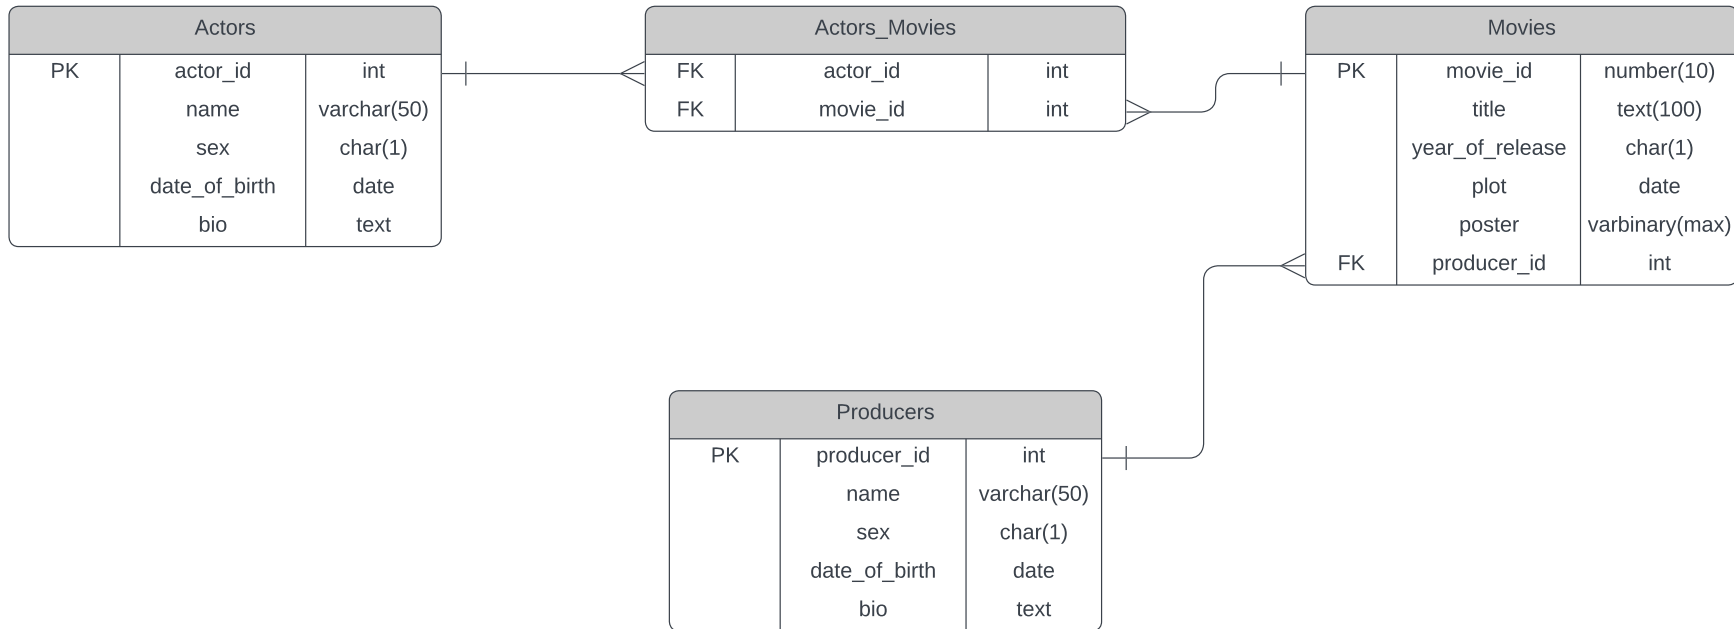 Actors
PK actor_id int
name varchar(50)
sex char(1)
date_of_birth date
bio text
Actors_Movies
FK actor_id int
FK movie_id int
Movies
PK movie_id number(10)
title text(100)
year_of_release char(1)
plot date
poster varbinary(max)
FK producer_id int
Producers
PK producer_id int
name varchar(50)
sex char(1)
date_of_birth date
bio text